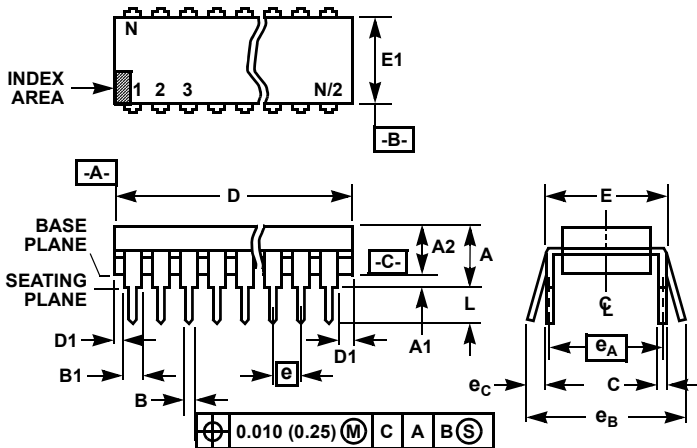 N
INDEX
AREA
1 2 3 N/2
E1
-B-
-A-
D
E
BASE
PLANE
A2
A
-C-
SEATING
PLANE
L
C
L
D1
A1
D1
B1
e
eA
eC
C
B
eB
⌖ 0.010 (0.25) Ⓜ C A B Ⓢ